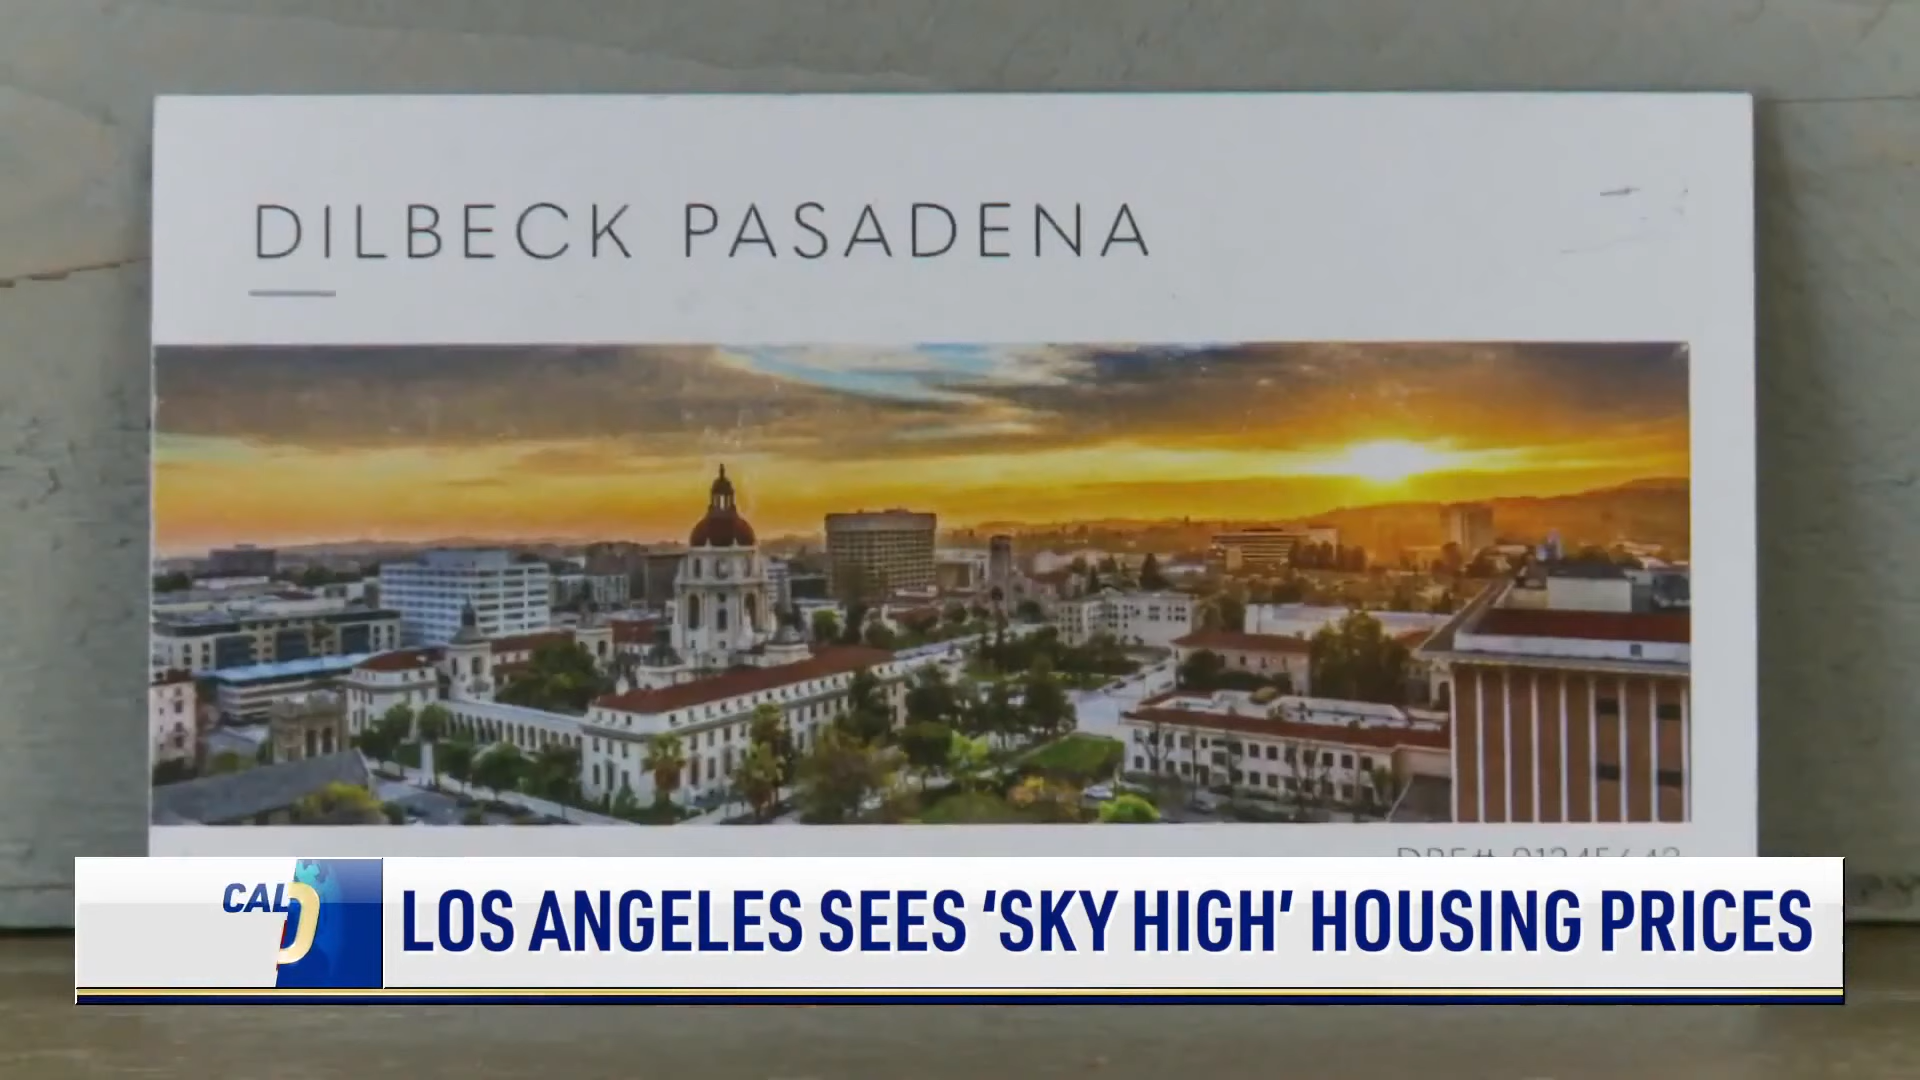 DILBECK PASADENA
CAL
LOS ANGELES SEES ‘SKY HIGH’ HOUSING PRICES